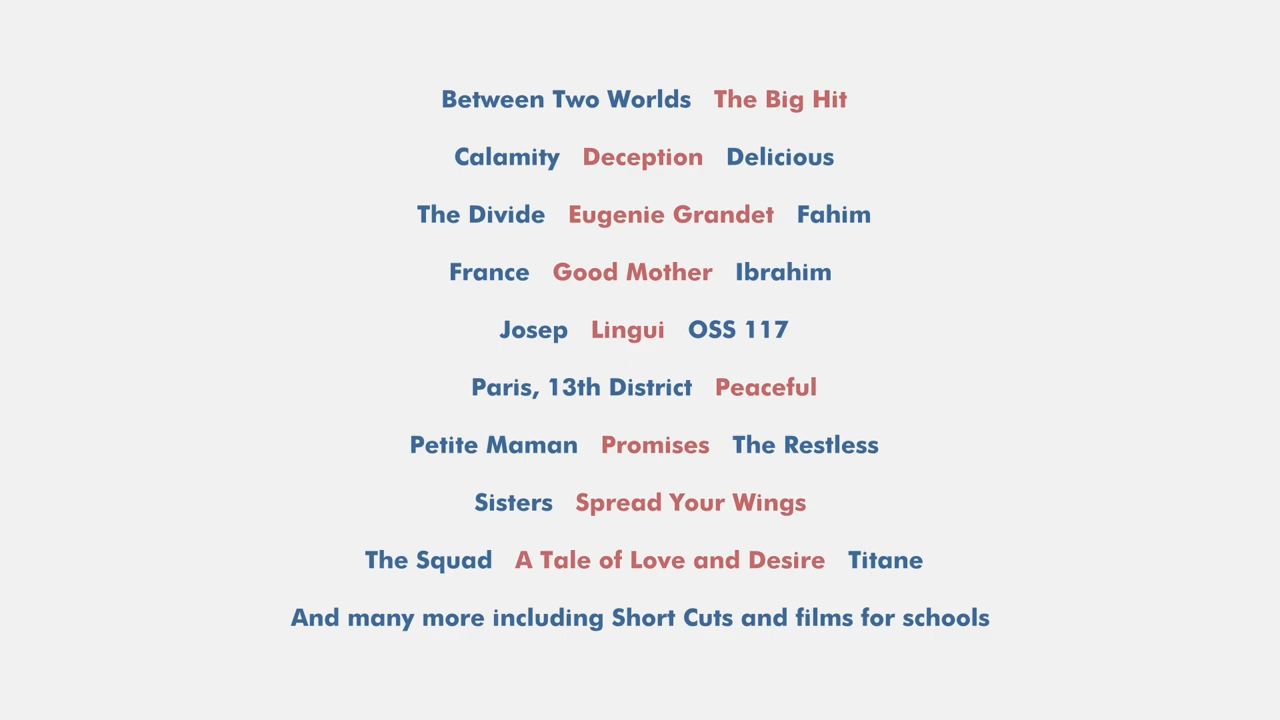 Between Two Worlds The Big Hit
Calamity Deception Delicious
The Divide Eugenie Grandet Fahim
France Good Mother Ibrahim
Josep Lingui OSS 117
Paris, 13th District Peaceful
Petite Maman Promises The Restless
Sisters Spread Your Wings
The Squad A Tale of Love and Desire Titane
And many more including Short Cuts and films for schools